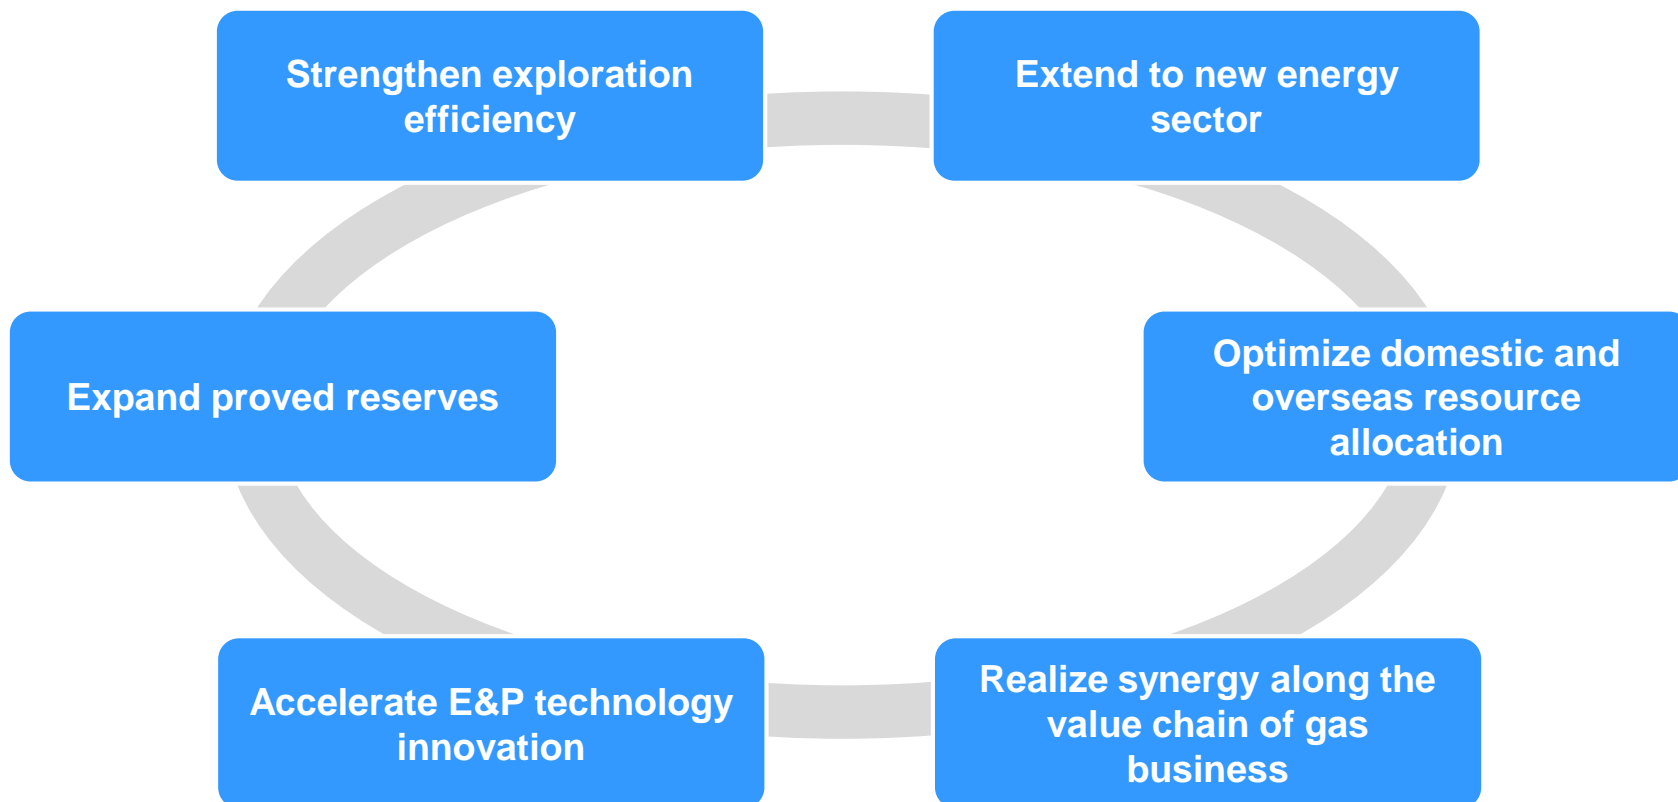 Strengthen exploration
efficiency
Extend to new energy
sector
Expand proved reserves
Optimize domestic and
overseas resource
allocation
Accelerate E&P technology
innovation
Realize synergy along the
value chain of gas
business